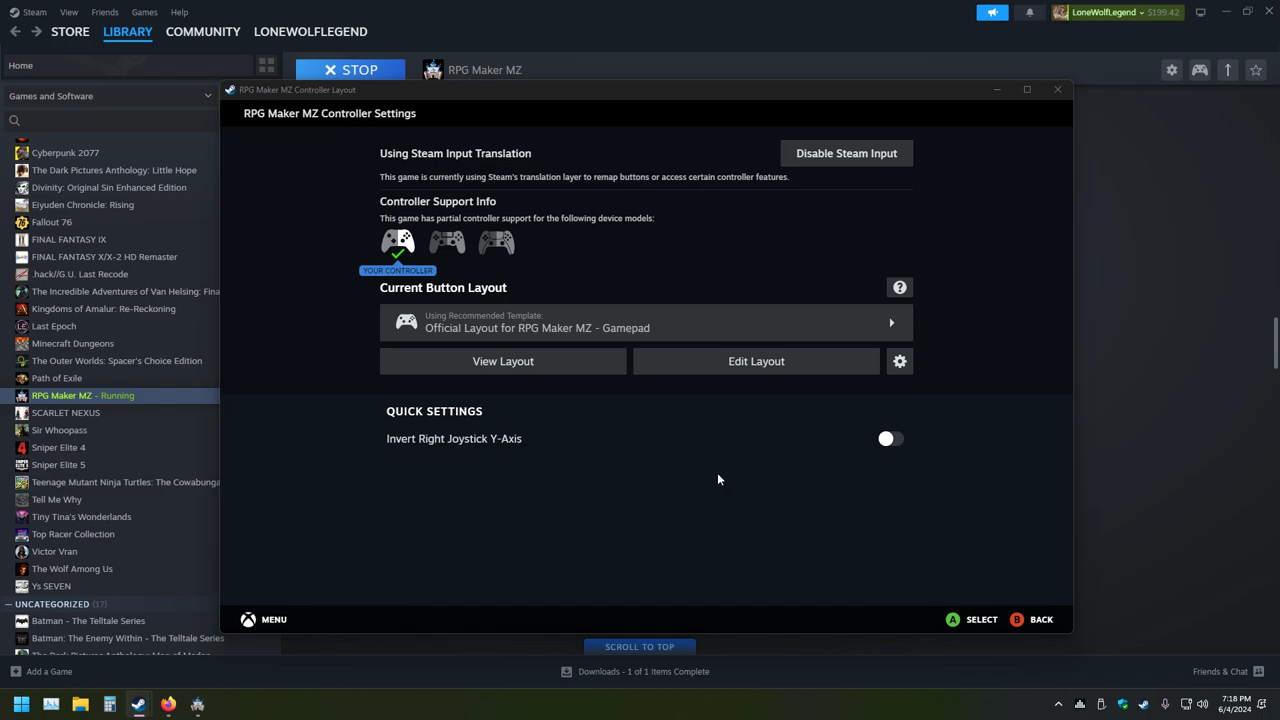 Steam View Friends Games Help
LoneWolfLegend $199.42
STORE LIBRARY COMMUNITY LONEWOLFLEGEND
Home
STOP RPG Maker MZ
Games and Software
RPG Maker MZ Controller Layout
RPG Maker MZ Controller Settings
Using Steam Input Translation
Disable Steam Input
This game is currently using Steam's translation layer to remap buttons or access certain controller features.
Controller Support Info
This game has partial controller support for the following device models:
YOUR CONTROLLER
Current Button Layout
?
Using Recommended Template:
Official Layout for RPG Maker MZ - Gamepad
View Layout Edit Layout
QUICK SETTINGS
Invert Right Joystick Y-Axis
MENU
A SELECT B BACK
Cyberpunk 2077
The Dark Pictures Anthology: Little Hope
Divinity: Original Sin Enhanced Edition
Eiyuden Chronicle: Rising
Fallout 76
FINAL FANTASY IX
FINAL FANTASY X/X-2 HD Remaster
.hack//G.U. Last Recode
The Incredible Adventures of Van Helsing: Fina
Kingdoms of Amalur: Re-Reckoning
Last Epoch
Minecraft Dungeons
The Outer Worlds: Spacer's Choice Edition
Path of Exile
RPG Maker MZ - Running
SCARLET NEXUS
Sir Whoopass
Sniper Elite 4
Sniper Elite 5
Teenage Mutant Ninja Turtles: The Cowabunga
Tell Me Why
Tiny Tina's Wonderlands
Top Racer Collection
Victor Vran
The Wolf Among Us
Ys SEVEN
UNCATEGORIZED (17)
Batman - The Telltale Series
Batman: The Enemy Within - The Telltale Series
SCROLL TO TOP
Add a Game
Downloads - 1 of 1 Items Complete
Friends & Chat
7:18 PM
6/4/2024